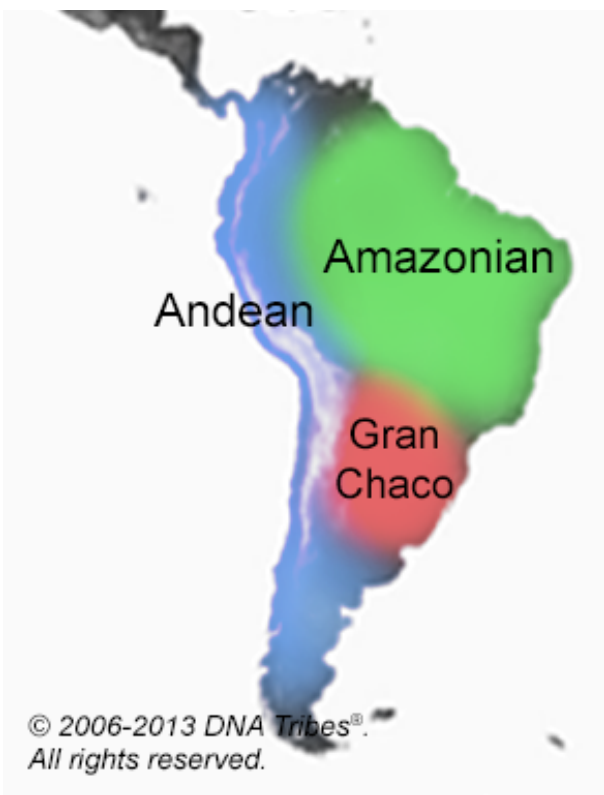 Amazonian
Andean
Gran
Chaco
© 2006-2013 DNA Tribes®.
All rights reserved.